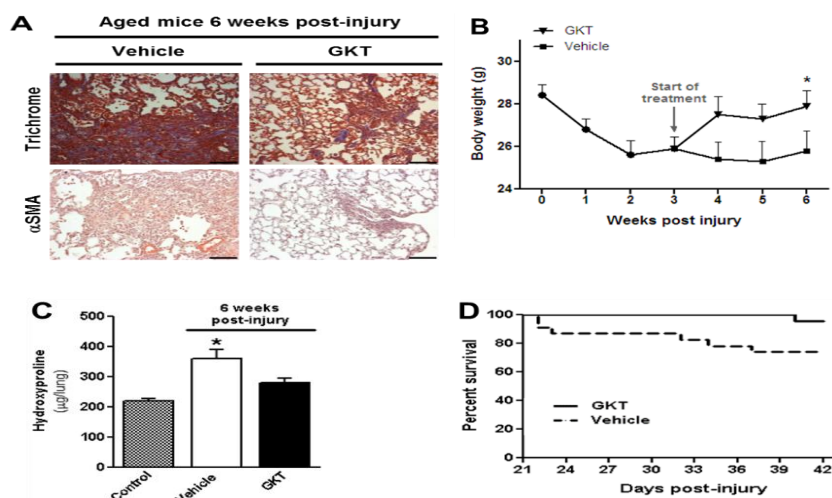 A
Aged mice 6 weeks post-injury
Vehicle
GKT
Trichrome
αSMA
B
GKT
Vehicle
Body weight (g)
30
28
26
24
Start of
treatment
*
0 1 2 3 4 5 6
Weeks post injury
C
6 weeks
post-injury
Hydroxyproline
(µg/lung)
500
400
300
200
100
0
*
Control
Vehicle
GKT
D
Percent survival
100
80
60
40
20
0
GKT
Vehicle
21 24 27 30 33 36 39 42
Days post-injury